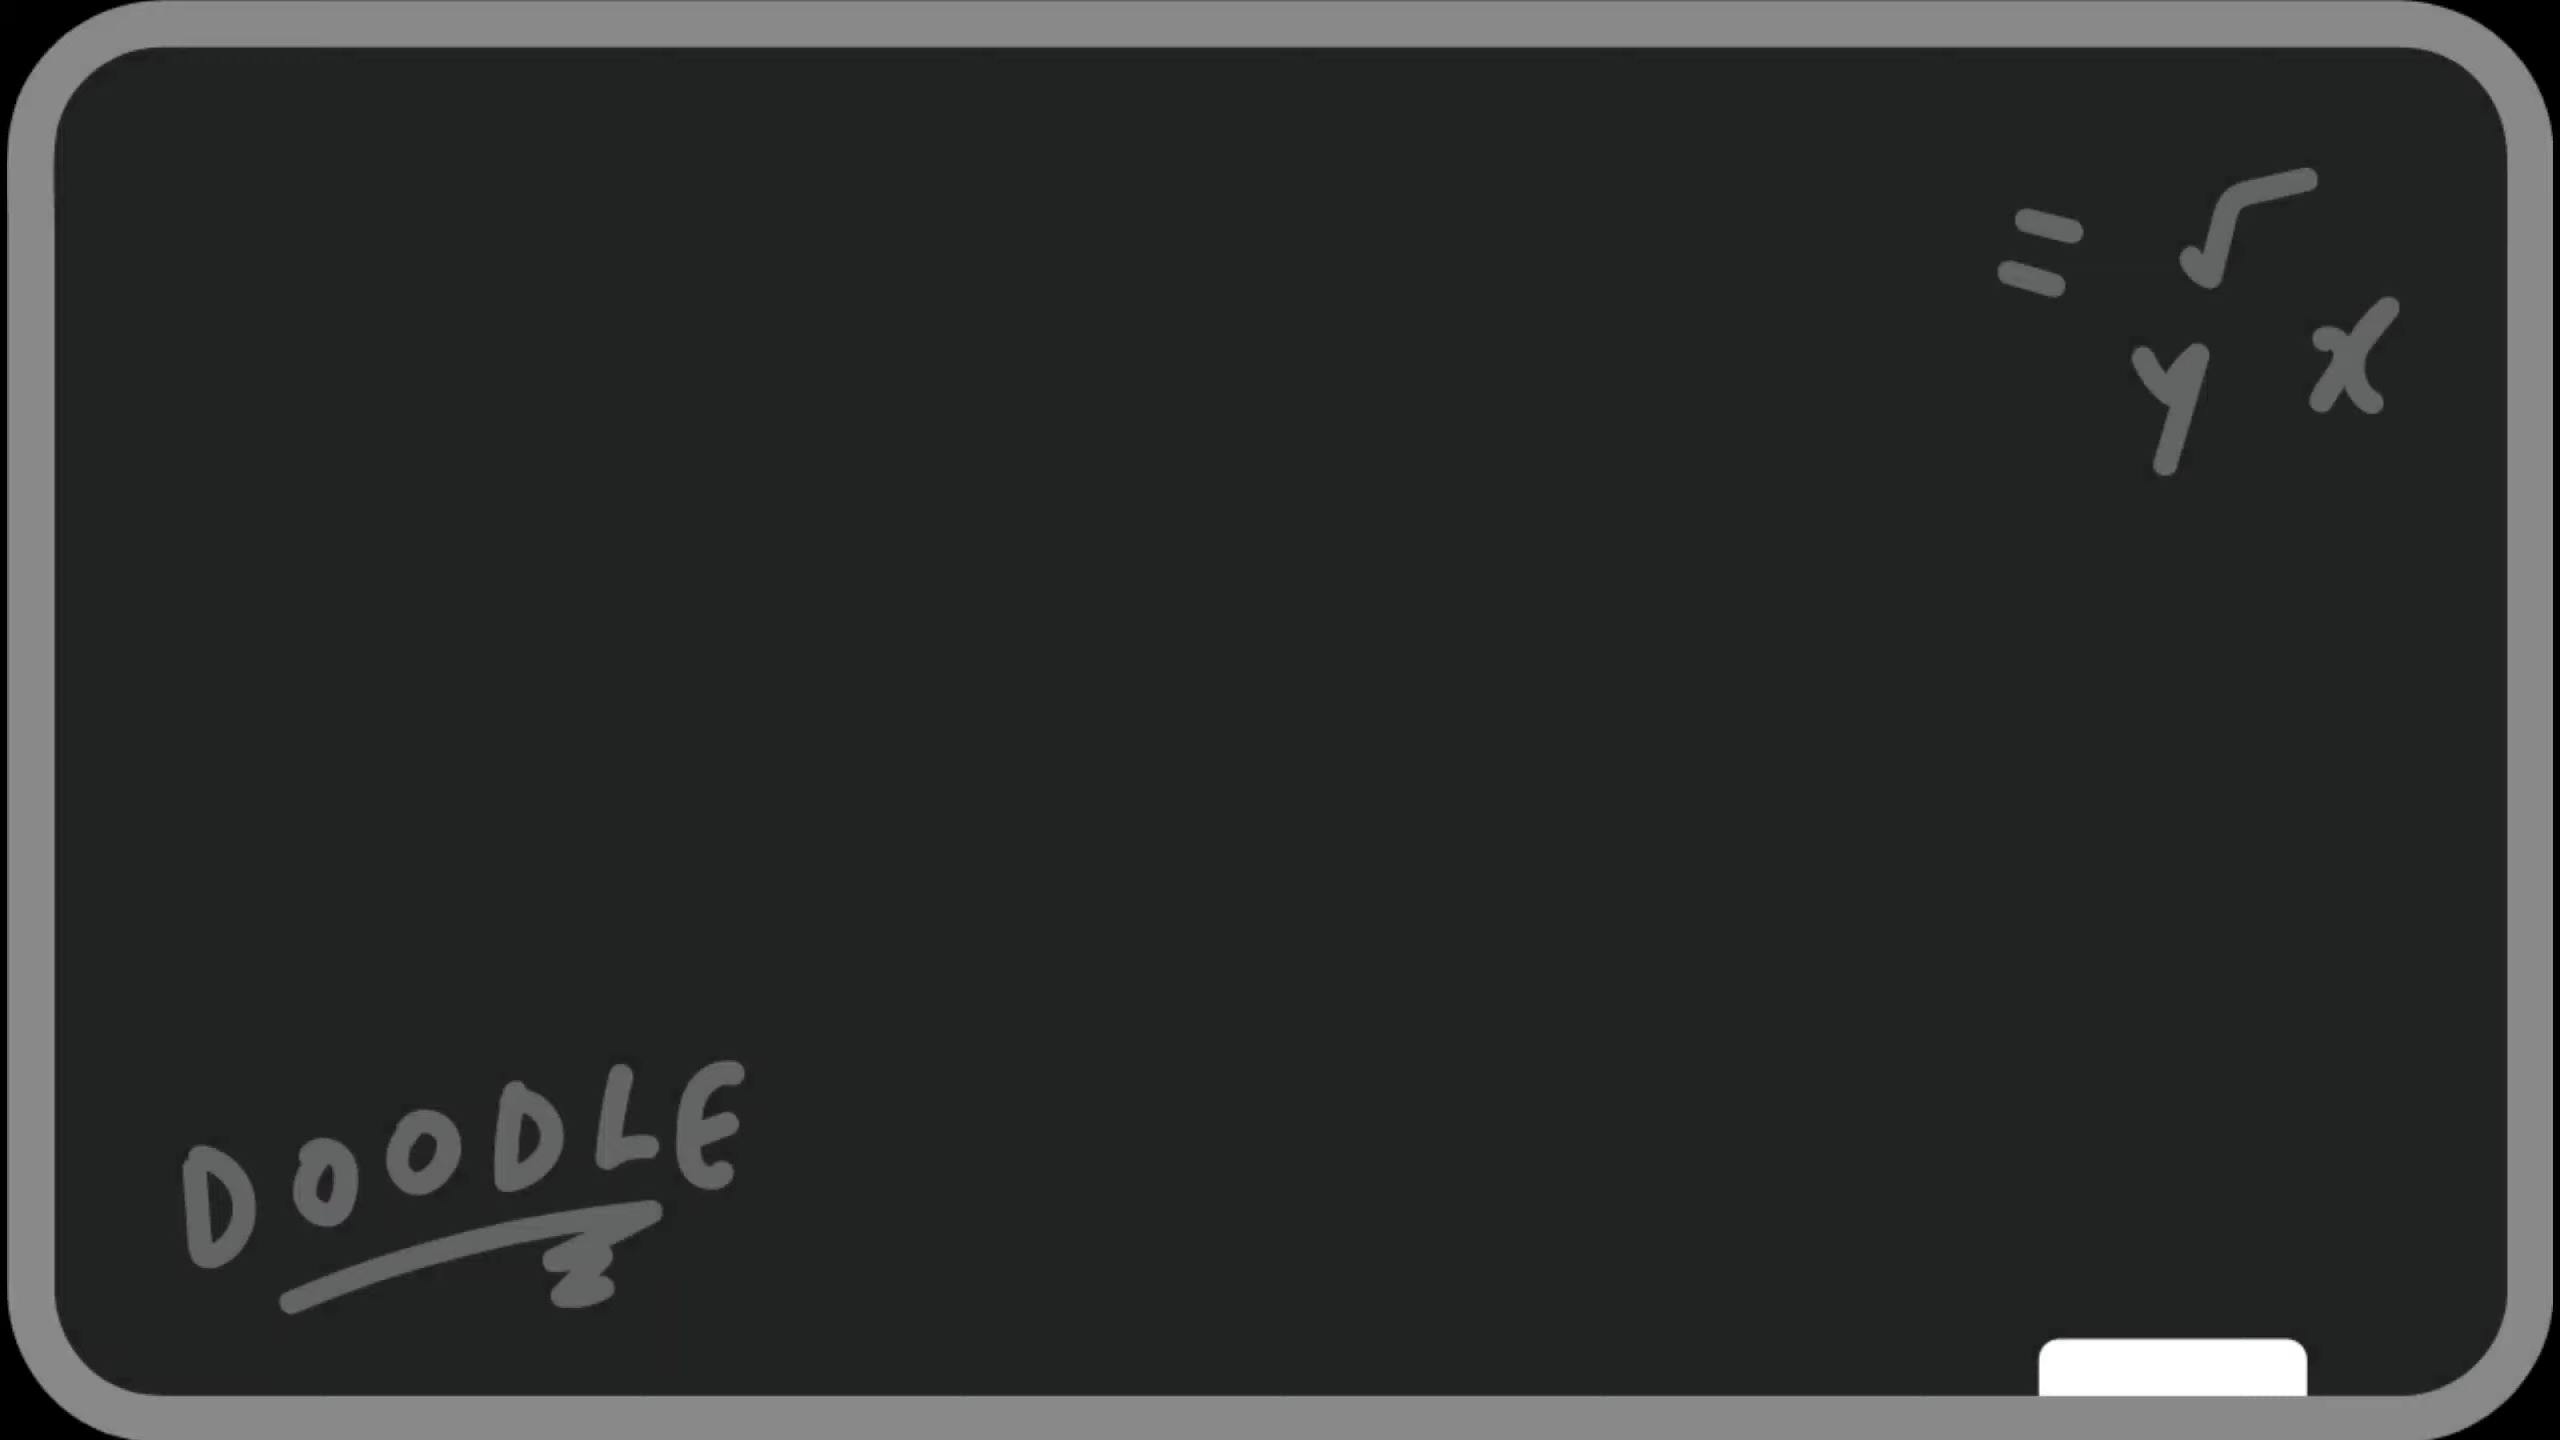 = √
y x
DOODLE